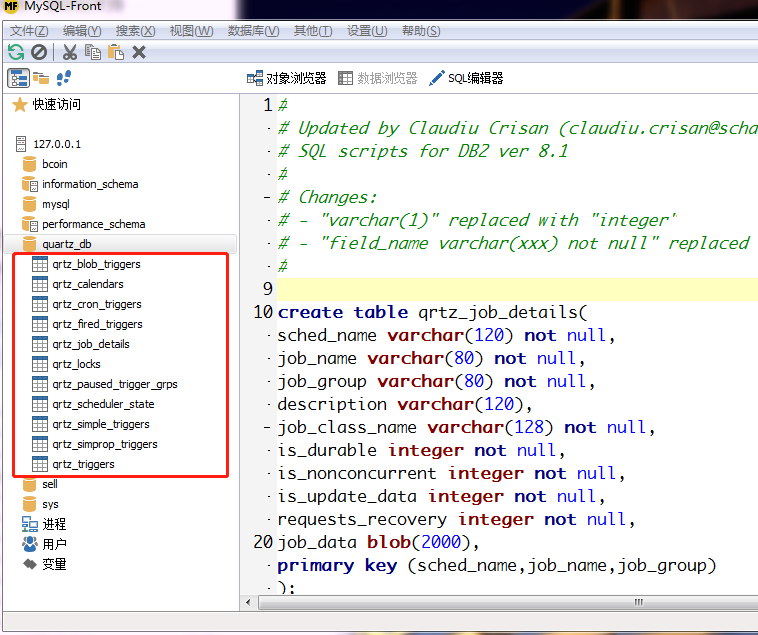 MySQL-Front
文件(Z) 编辑(Y) 搜索(X) 视图(W) 数据库(V) 其他(T) 设置(U) 帮助(S)
对象浏览器 数据浏览器 SQL编辑器
快速访问
127.0.0.1
bcoin
information_schema
mysql
performance_schema
quartz_db
qrtz_blob_triggers
qrtz_calendars
qrtz_cron_triggers
qrtz_fired_triggers
qrtz_job_details
qrtz_locks
qrtz_paused_trigger_grps
qrtz_scheduler_state
qrtz_simple_triggers
qrtz_simprop_triggers
qrtz_triggers
sell
sys
进程
用户
变量
1 #
# Updated by Claudiu Crisan (claudiu.crisan@scha
# SQL scripts for DB2 ver 8.1
#
# Changes:
# - "varchar(1)" replaced with "integer"
# - "field_name varchar(xxx) not null" replaced
#
9
10 create table qrtz_job_details(
sched_name varchar(120) not null,
job_name varchar(80) not null,
job_group varchar(80) not null,
description varchar(120),
job_class_name varchar(128) not null,
is_durable integer not null,
is_nonconcurrent integer not null,
is_update_data integer not null,
requests_recovery integer not null,
20 job_data blob(2000),
primary key (sched_name,job_name,job_group)
);